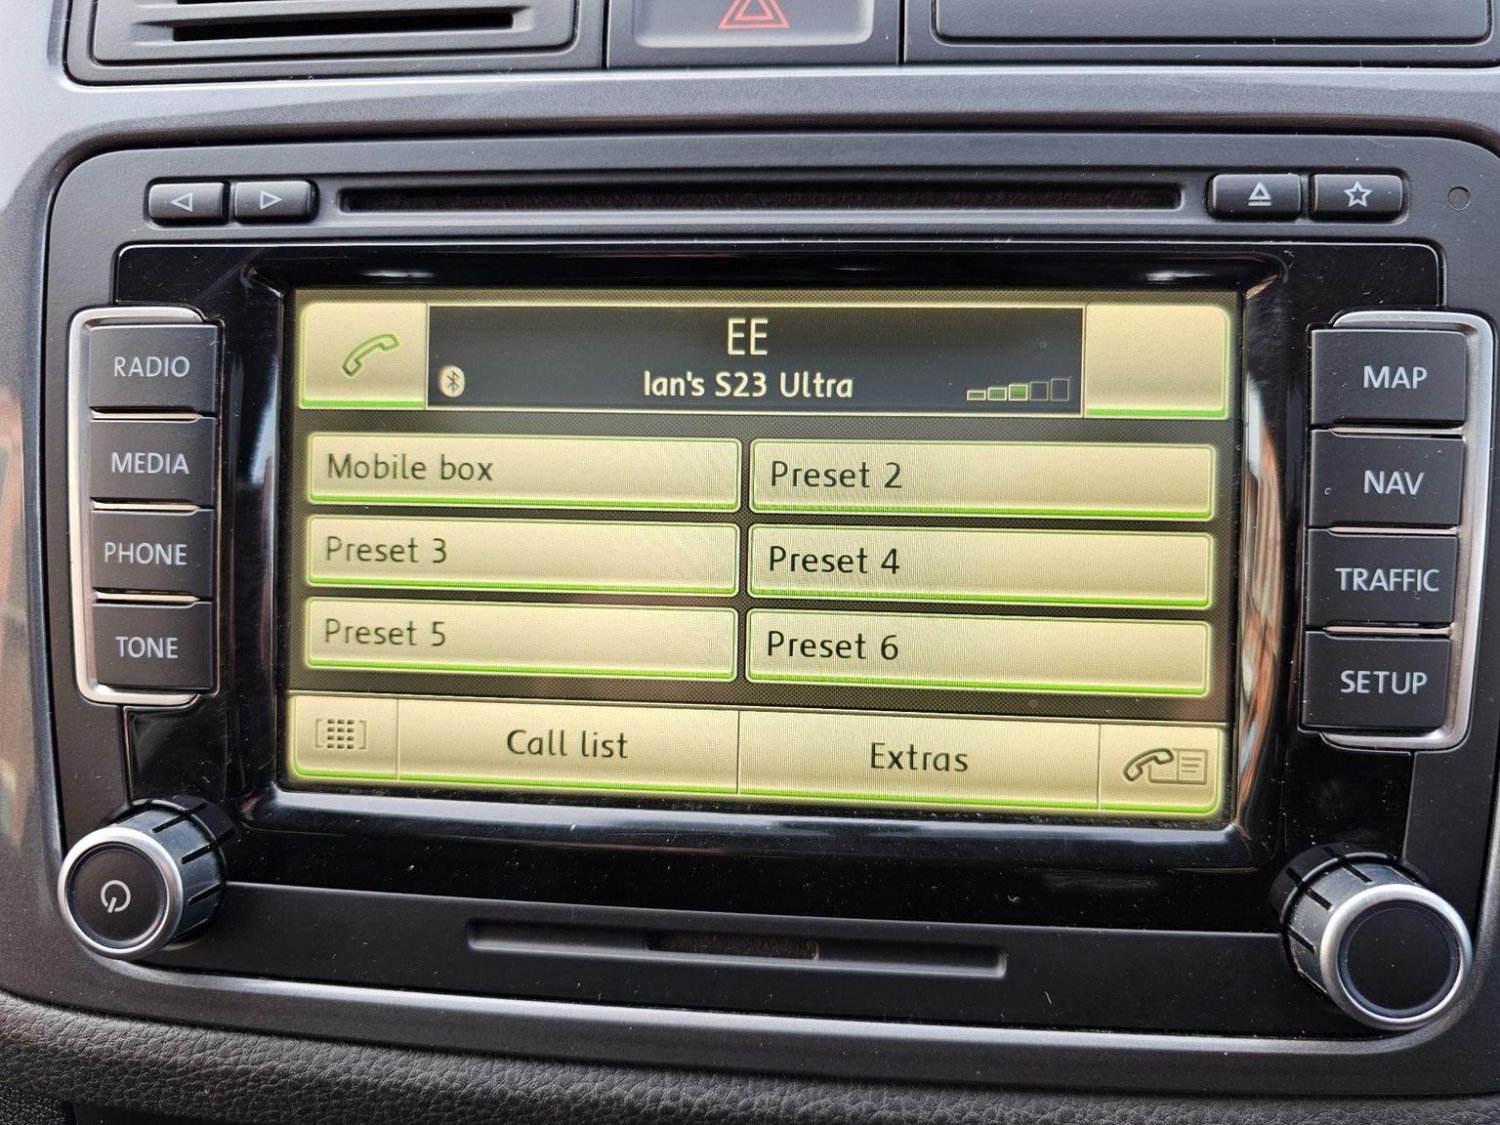 EE
Ian's S23 Ultra
RADIO
MEDIA
PHONE
TONE
Mobile box
Preset 2
Preset 3
Preset 4
Preset 5
Preset 6
Call list
Extras
MAP
NAV
TRAFFIC
SETUP